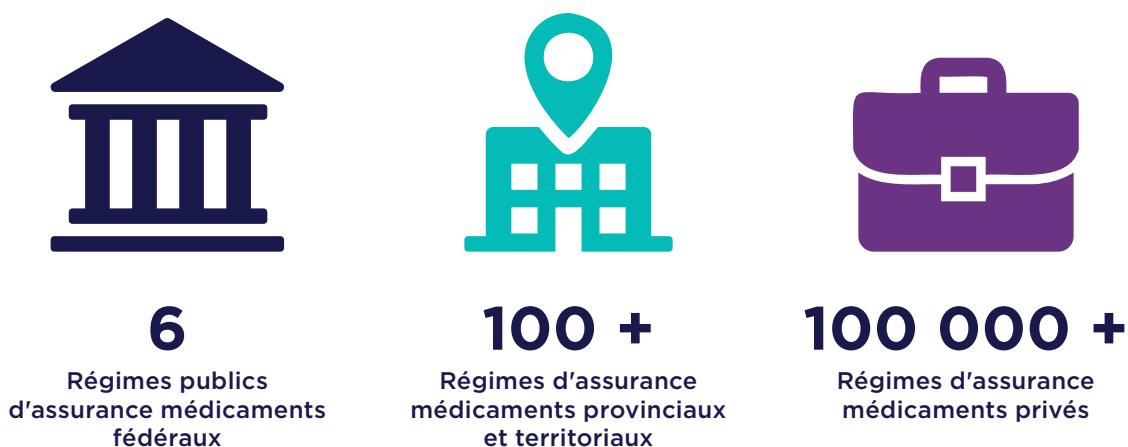 6
Régimes publics
d'assurance médicaments
fédéraux
100 +
Régimes d'assurance
médicaments provinciaux
et territoriaux
100 000 +
Régimes d'assurance
médicaments privés